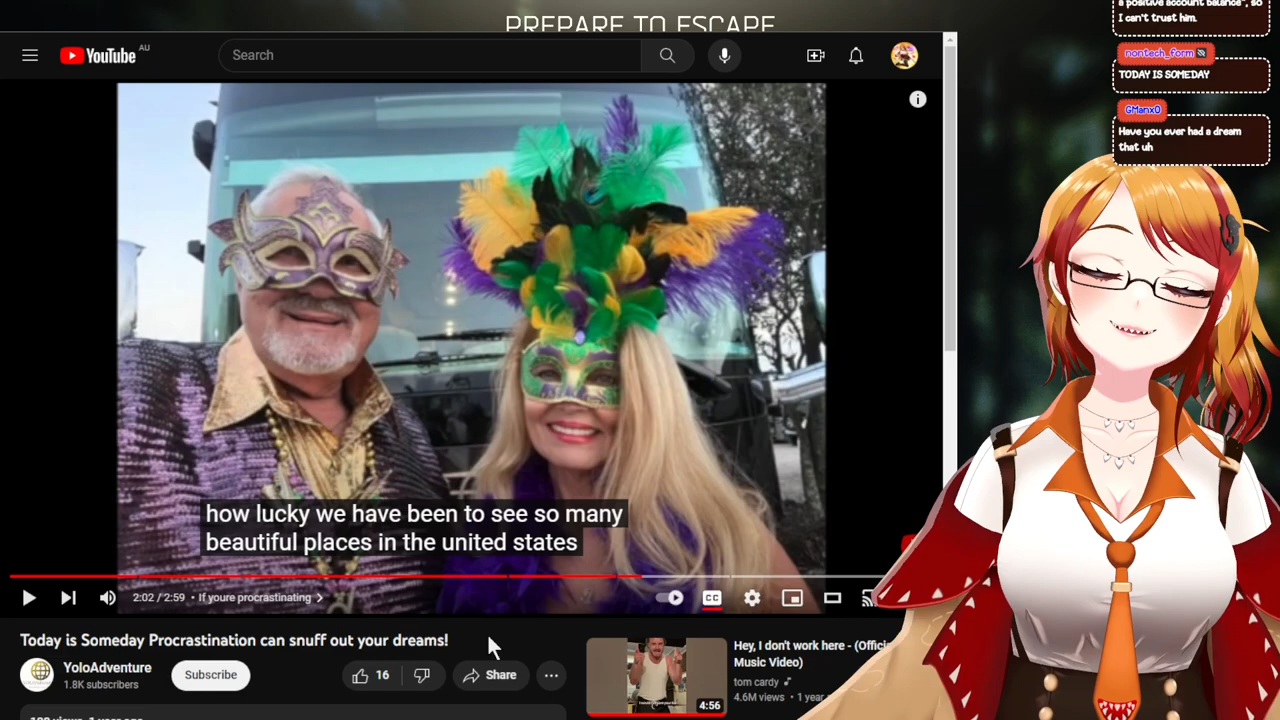 PREPARE TO ESCAPE
YouTube AU
Search
how lucky we have been to see so many
beautiful places in the united states
2:02 / 2:59 • If youre procrastinating
CC
Today is Someday Procrastination can snuff out your dreams!
YoloAdventure
1.8K subscribers
Subscribe
16
Share
4:56
Hey, I don't work here - (Offici
Music Video)
tom cardy
4.6M views • 1 year
a positive account balance", so
I can't trust him.
nontech_form
TODAY IS SOMEDAY
GManx0
Have you ever had a dream
that uh